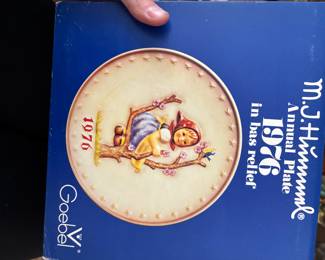 M.J. Hummel®
Annual Plate
1976
in bas relief
1976
Goebel